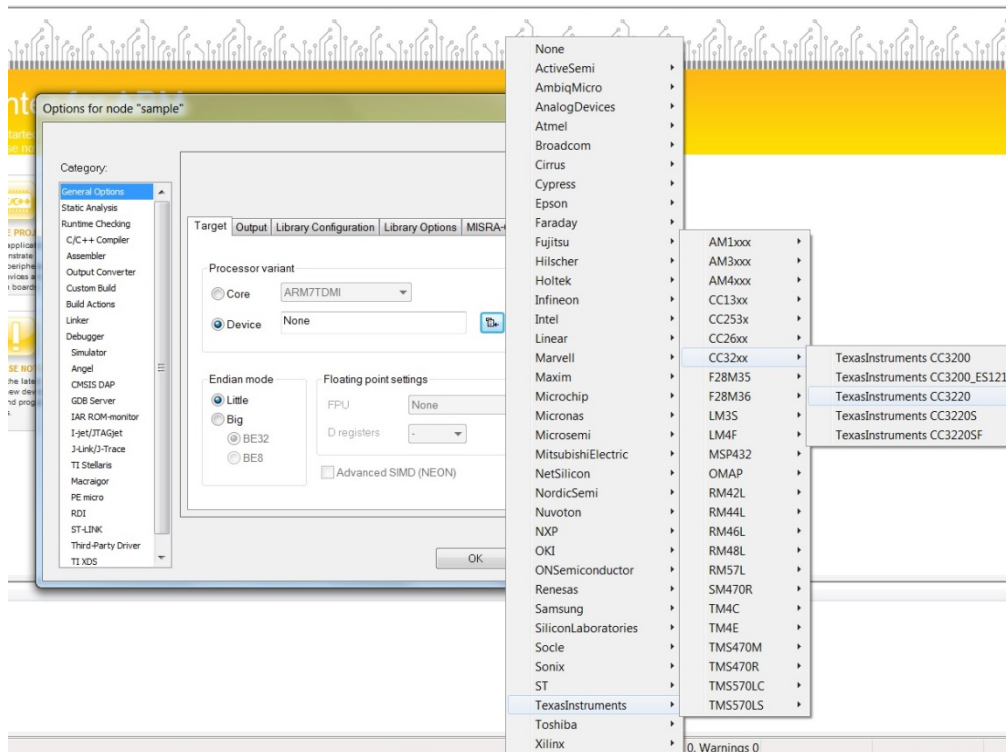 Options for node "sample"
Category:
General Options
Static Analysis
Runtime Checking
C/C++ Compiler
Assembler
Output Converter
Custom Build
Build Actions
Linker
Debugger
Simulator
Angel
CMSIS DAP
GDB Server
IAR ROM-monitor
I-jet/JTAGjet
J-Link/J-Trace
TI Stellaris
Macraigor
PE micro
RDI
ST-LINK
Third-Party Driver
TI XDS
Target Output Library Configuration Library Options MISRA-
Processor variant
Core ARM7TDMI
Device None
Endian mode
Little
Big
BE32
BE8
Floating point settings
FPU None
D registers -
Advanced SIMD (NEON)
OK
None
ActiveSemi
AmbiqMicro
AnalogDevices
Atmel
Broadcom
Cirrus
Cypress
Epson
Faraday
Fujitsu
Hilscher
Holtek
Infineon
Intel
Linear
Marvell
Maxim
Microchip
Micronas
Microsemi
MitsubishiElectric
NetSilicon
NordicSemi
Nuvoton
NXP
OKI
ONSemiconductor
Renesas
Samsung
SiliconLaboratories
Socle
Sonix
ST
TexasInstruments
Toshiba
Xilinx
AM1xxx
AM3xxx
AM4xxx
CC13xx
CC253x
CC26xx
CC32xx
F28M35
F28M36
LM3S
LM4F
MSP432
OMAP
RM42L
RM44L
RM46L
RM48L
RM57L
SM470R
TM4C
TM4E
TMS470M
TMS470R
TMS570LC
TMS570LS
TexasInstruments CC3200
TexasInstruments CC3200_ES121
TexasInstruments CC3220
TexasInstruments CC3220S
TexasInstruments CC3220SF
0, Warnings 0